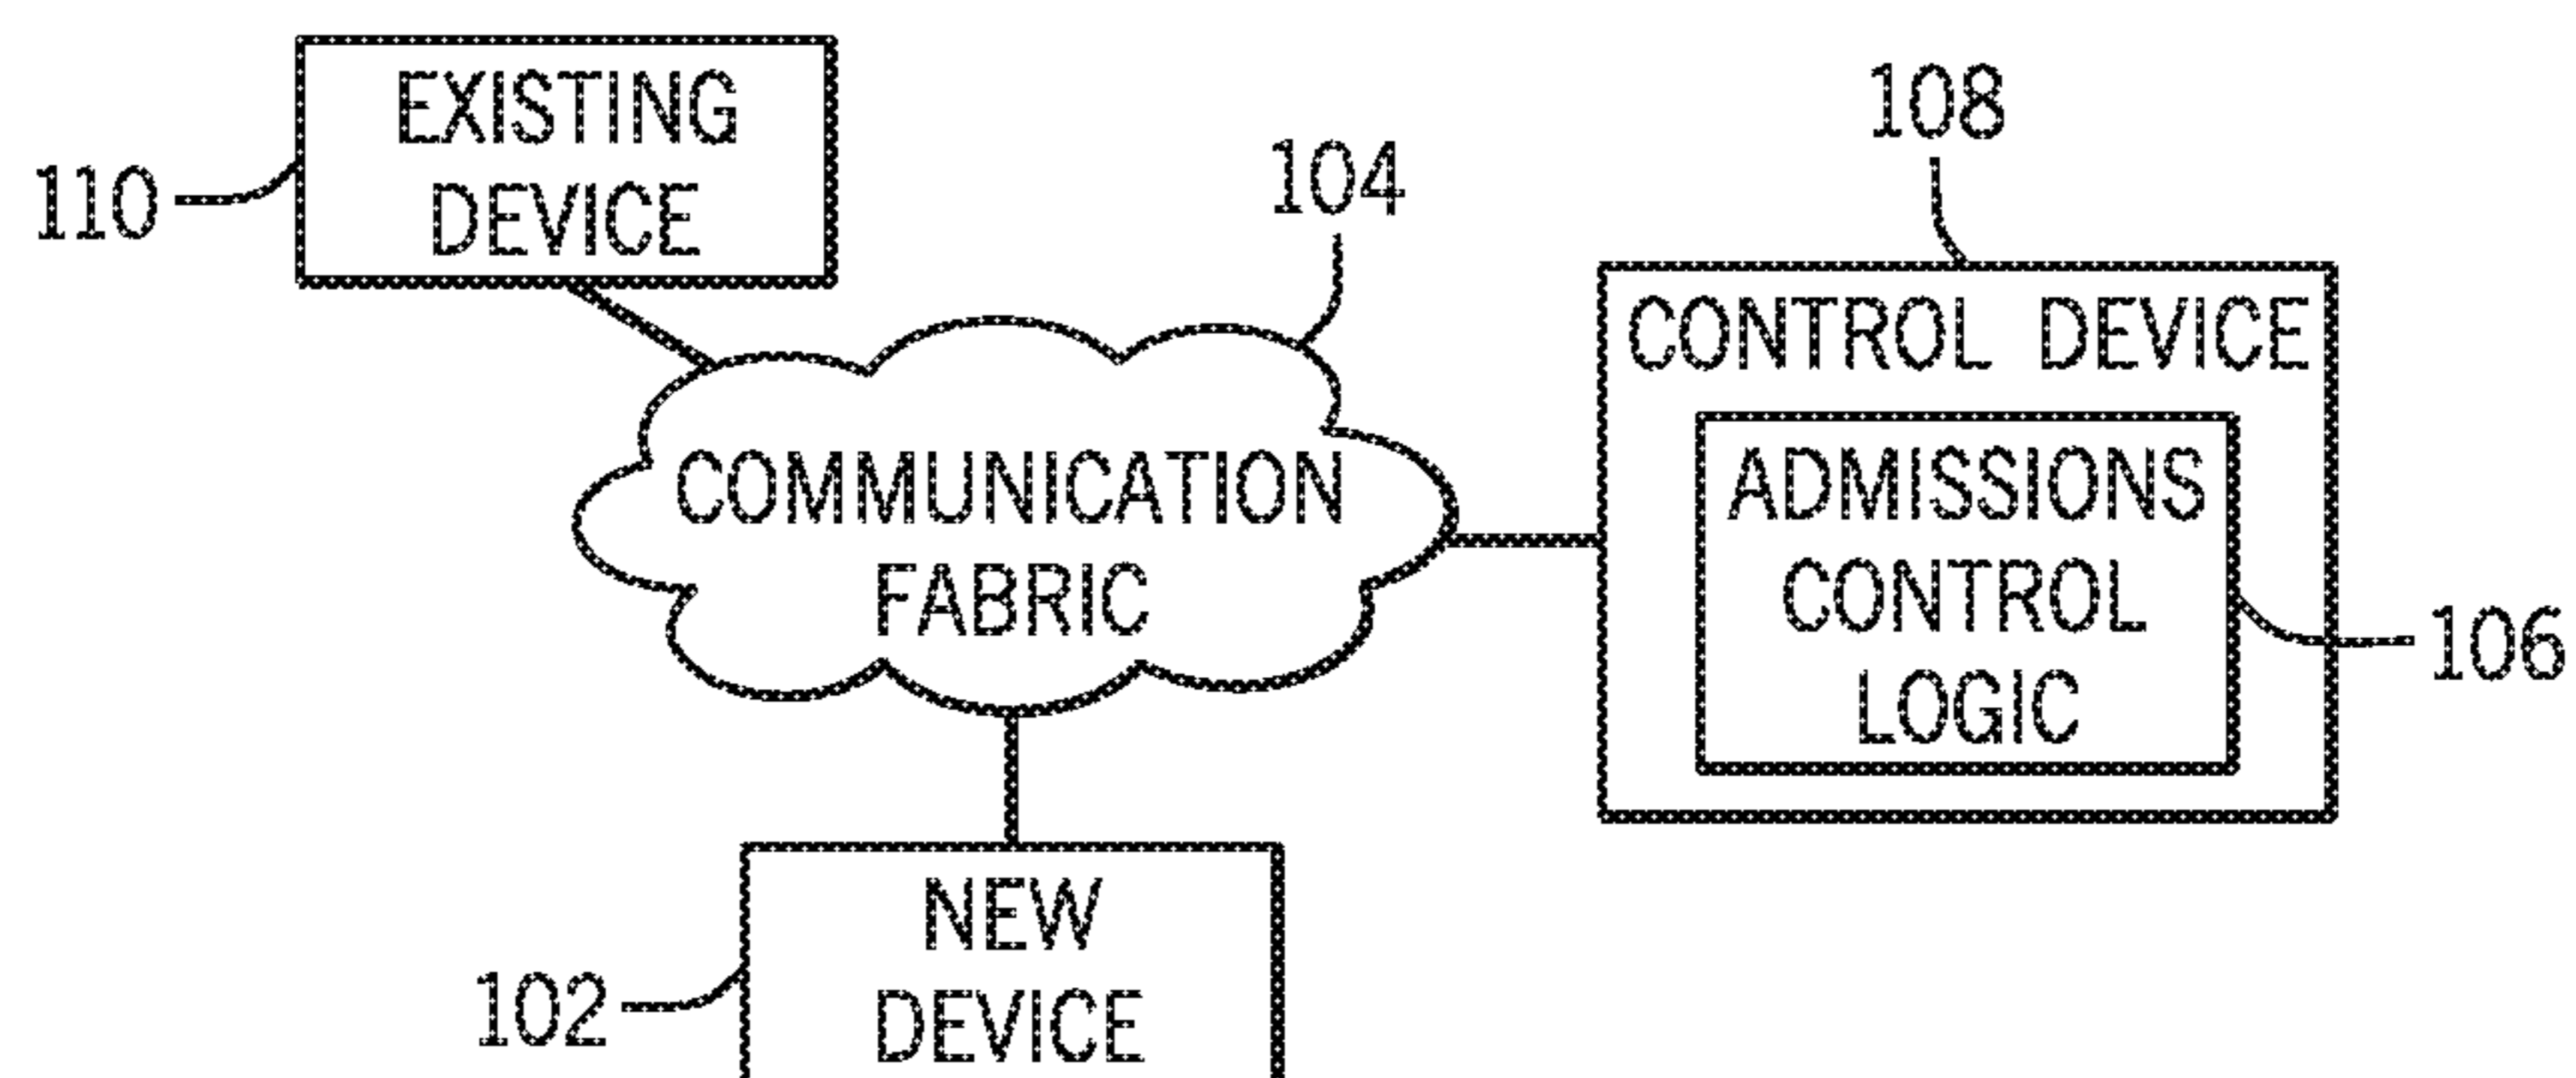 EXISTING
DEVICE
110
104
108
CONTROL DEVICE
COMMUNICATION
FABRIC
ADMISSIONS
CONTROL
LOGIC
106
NEW
DEVICE
102